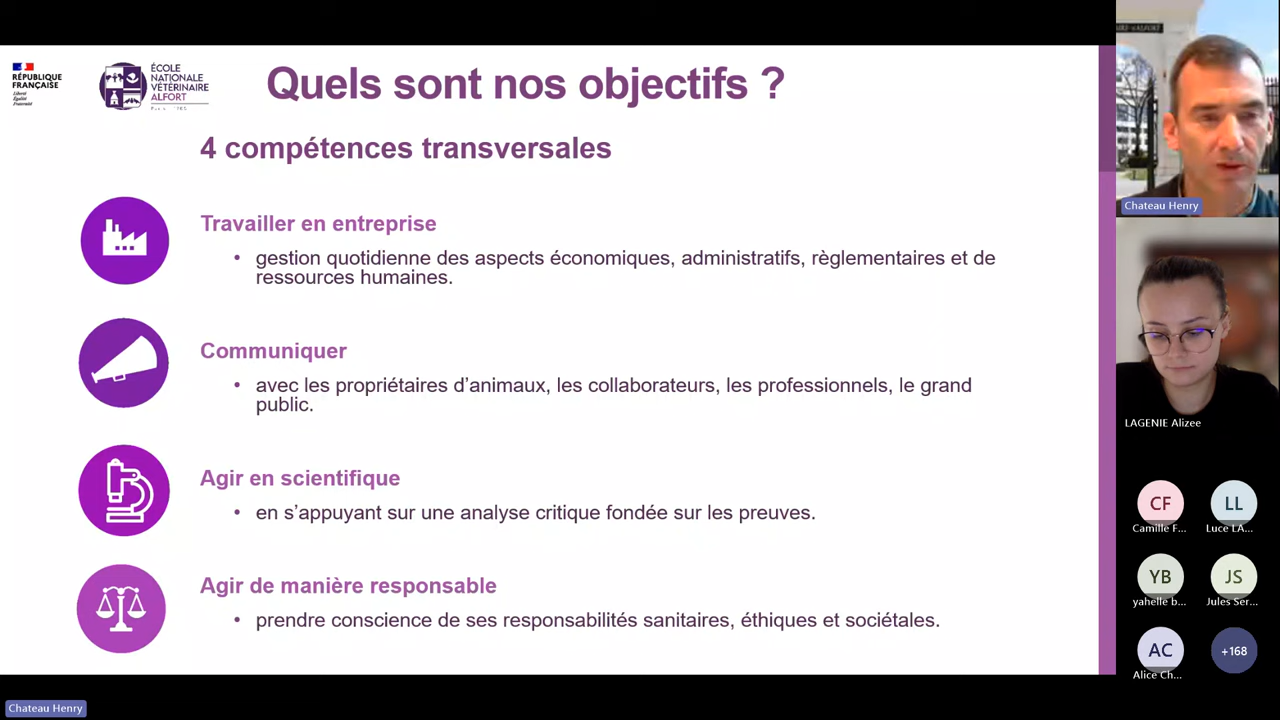 RÉPUBLIQUE
FRANÇAISE
Liberté
Égalité
Fraternité
ÉCOLE
NATIONALE
VÉTÉRINAIRE
ALFORT
Quels sont nos objectifs ?
4 compétences transversales
Travailler en entreprise
• gestion quotidienne des aspects économiques, administratifs, règlementaires et de
ressources humaines.
Communiquer
• avec les propriétaires d’animaux, les collaborateurs, les professionnels, le grand
public.
Agir en scientifique
• en s’appuyant sur une analyse critique fondée sur les preuves.
Agir de manière responsable
• prendre conscience de ses responsabilités sanitaires, éthiques et sociétales.
Chateau Henry
LAGENIE Alizee
CF
LL
Camille F...
Luce LA...
YB
JS
yahelle b...
Jules Ser...
AC
+168
Alice Ch...
Chateau Henry